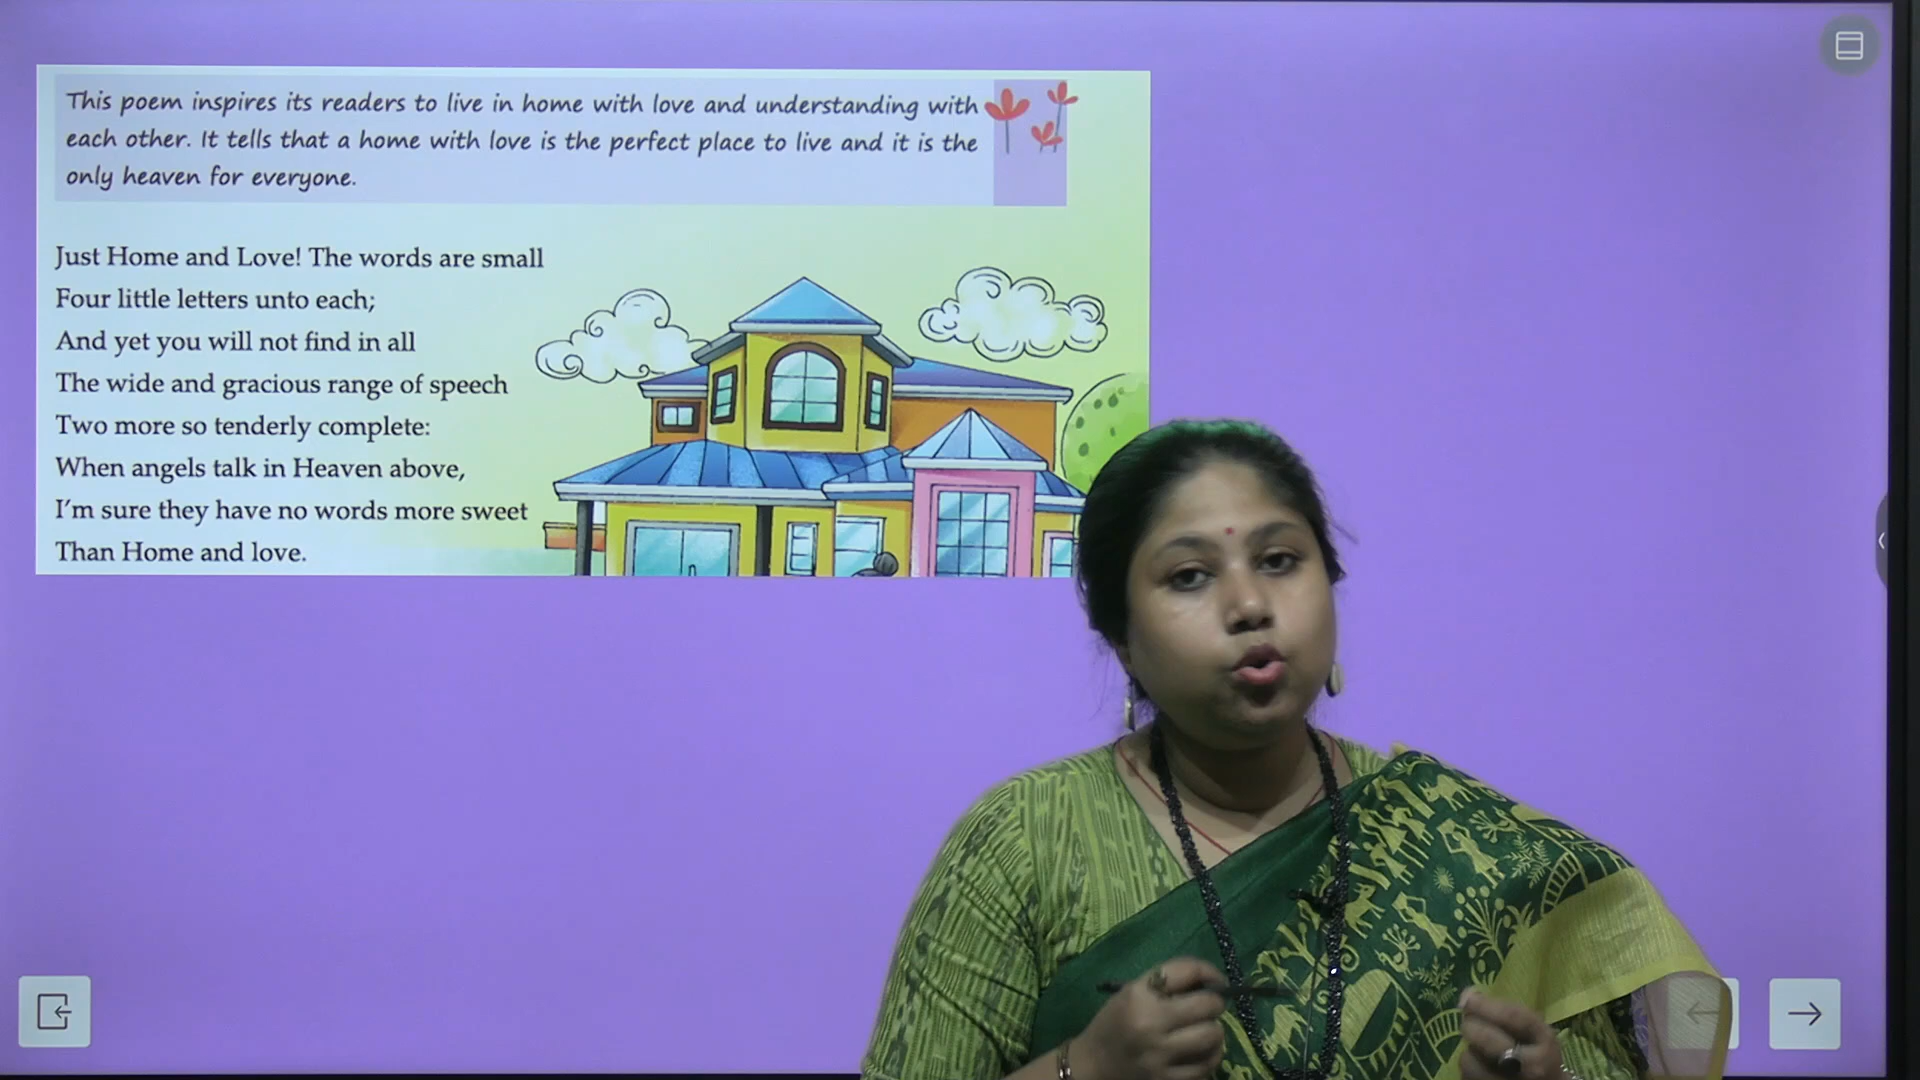 This poem inspires its readers to live in home with love and understanding with
each other. It tells that a home with love is the perfect place to live and it is the
only heaven for everyone.
Just Home and Love! The words are small
Four little letters unto each;
And yet you will not find in all
The wide and gracious range of speech
Two more so tenderly complete:
When angels talk in Heaven above,
I'm sure they have no words more sweet
Than Home and love.